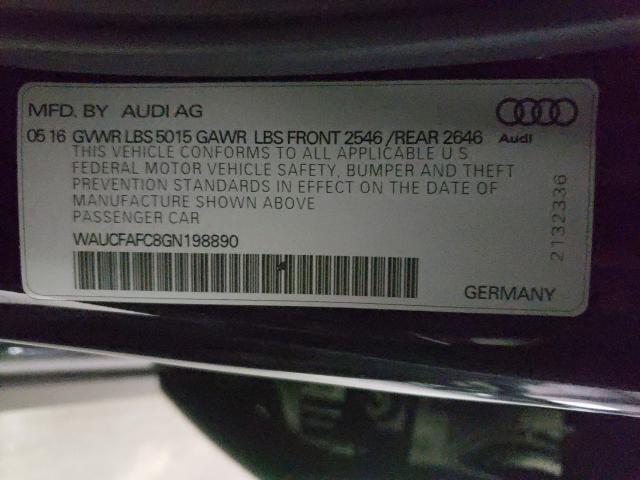 MFD. BY AUDI AG
05 16 GVWR LBS 5015 GAWR LBS FRONT 2546 /REAR 2646
Audi
THIS VEHICLE CONFORMS TO ALL APPLICABLE U.S
FEDERAL MOTOR VEHICLE SAFETY, BUMPER AND THEFT
PREVENTION STANDARDS IN EFFECT ON THE DATE OF
MANUFACTURE SHOWN ABOVE
PASSENGER CAR
WAUCFAFC8GN198890
GERMANY
2132336